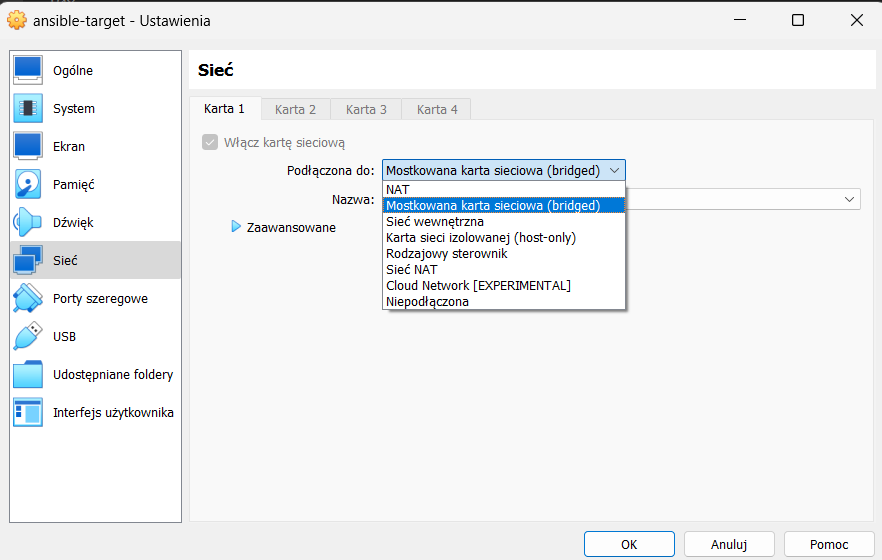 ansible-target - Ustawienia
Ogólne
System
Ekran
Pamięć
Dźwięk
Sieć
Porty szeregowe
USB
Udostępniane foldery
Interfejs użytkownika
Sieć
Karta 1 Karta 2 Karta 3 Karta 4
Włącz kartę sieciową
Podłączona do: Mostkowana karta sieciowa (bridged)
NAT
Mostkowana karta sieciowa (bridged)
Sieć wewnętrzna
Karta sieci izolowanej (host-only)
Rodzajowy sterownik
Sieć NAT
Cloud Network [EXPERIMENTAL]
Niepodłączona
Nazwa:
Zaawansowane
OK Anuluj Pomoc